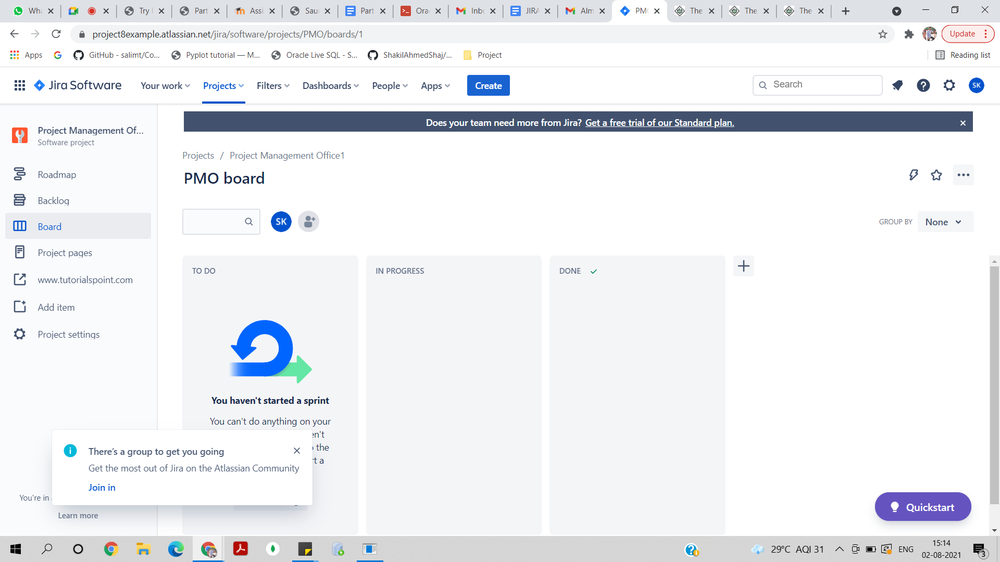 Wha
Try
Part
Assi
Sau
Part
Ora
Inbo
JIRA
Alm
PM
The
The
The
project8example.atlassian.net/jira/software/projects/PMO/boards/1
Update
Apps
GitHub - salimt/Co...
Pyplot tutorial — M...
Oracle Live SQL - S...
ShakilAhmedShaj/...
Project
Reading list
Jira Software
Your work
Projects
Filters
Dashboards
People
Apps
Create
Search
SK
Project Management Of...
Software project
Does your team need more from Jira? Get a free trial of our Standard plan.
Projects / Project Management Office1
PMO board
Roadmap
Backlog
Board
Project pages
www.tutorialspoint.com
Add item
Project settings
SK
GROUP BY None
TO DO
IN PROGRESS
DONE
You haven't started a sprint
You can't do anything on your
en't
the
rt a
There's a group to get you going
Get the most out of Jira on the Atlassian Community
Join in
You're in
Learn more
Quickstart
29°C AQI 31
ENG
15:14
02-08-2021
3